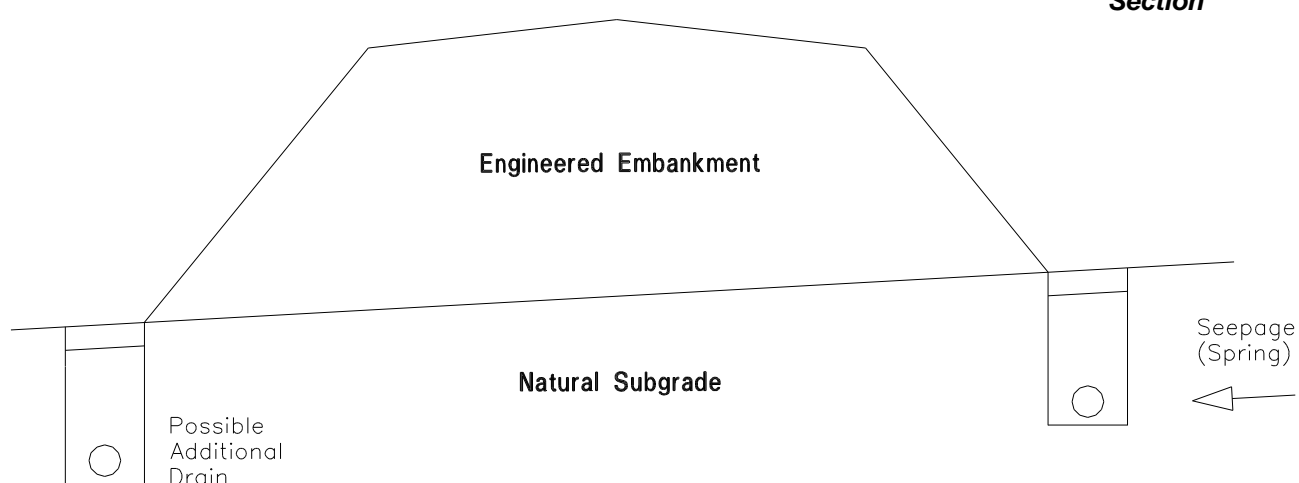 Section
Engineered Embankment
Seepage
(Spring)
Natural Subgrade
Possible
Additional
Drain